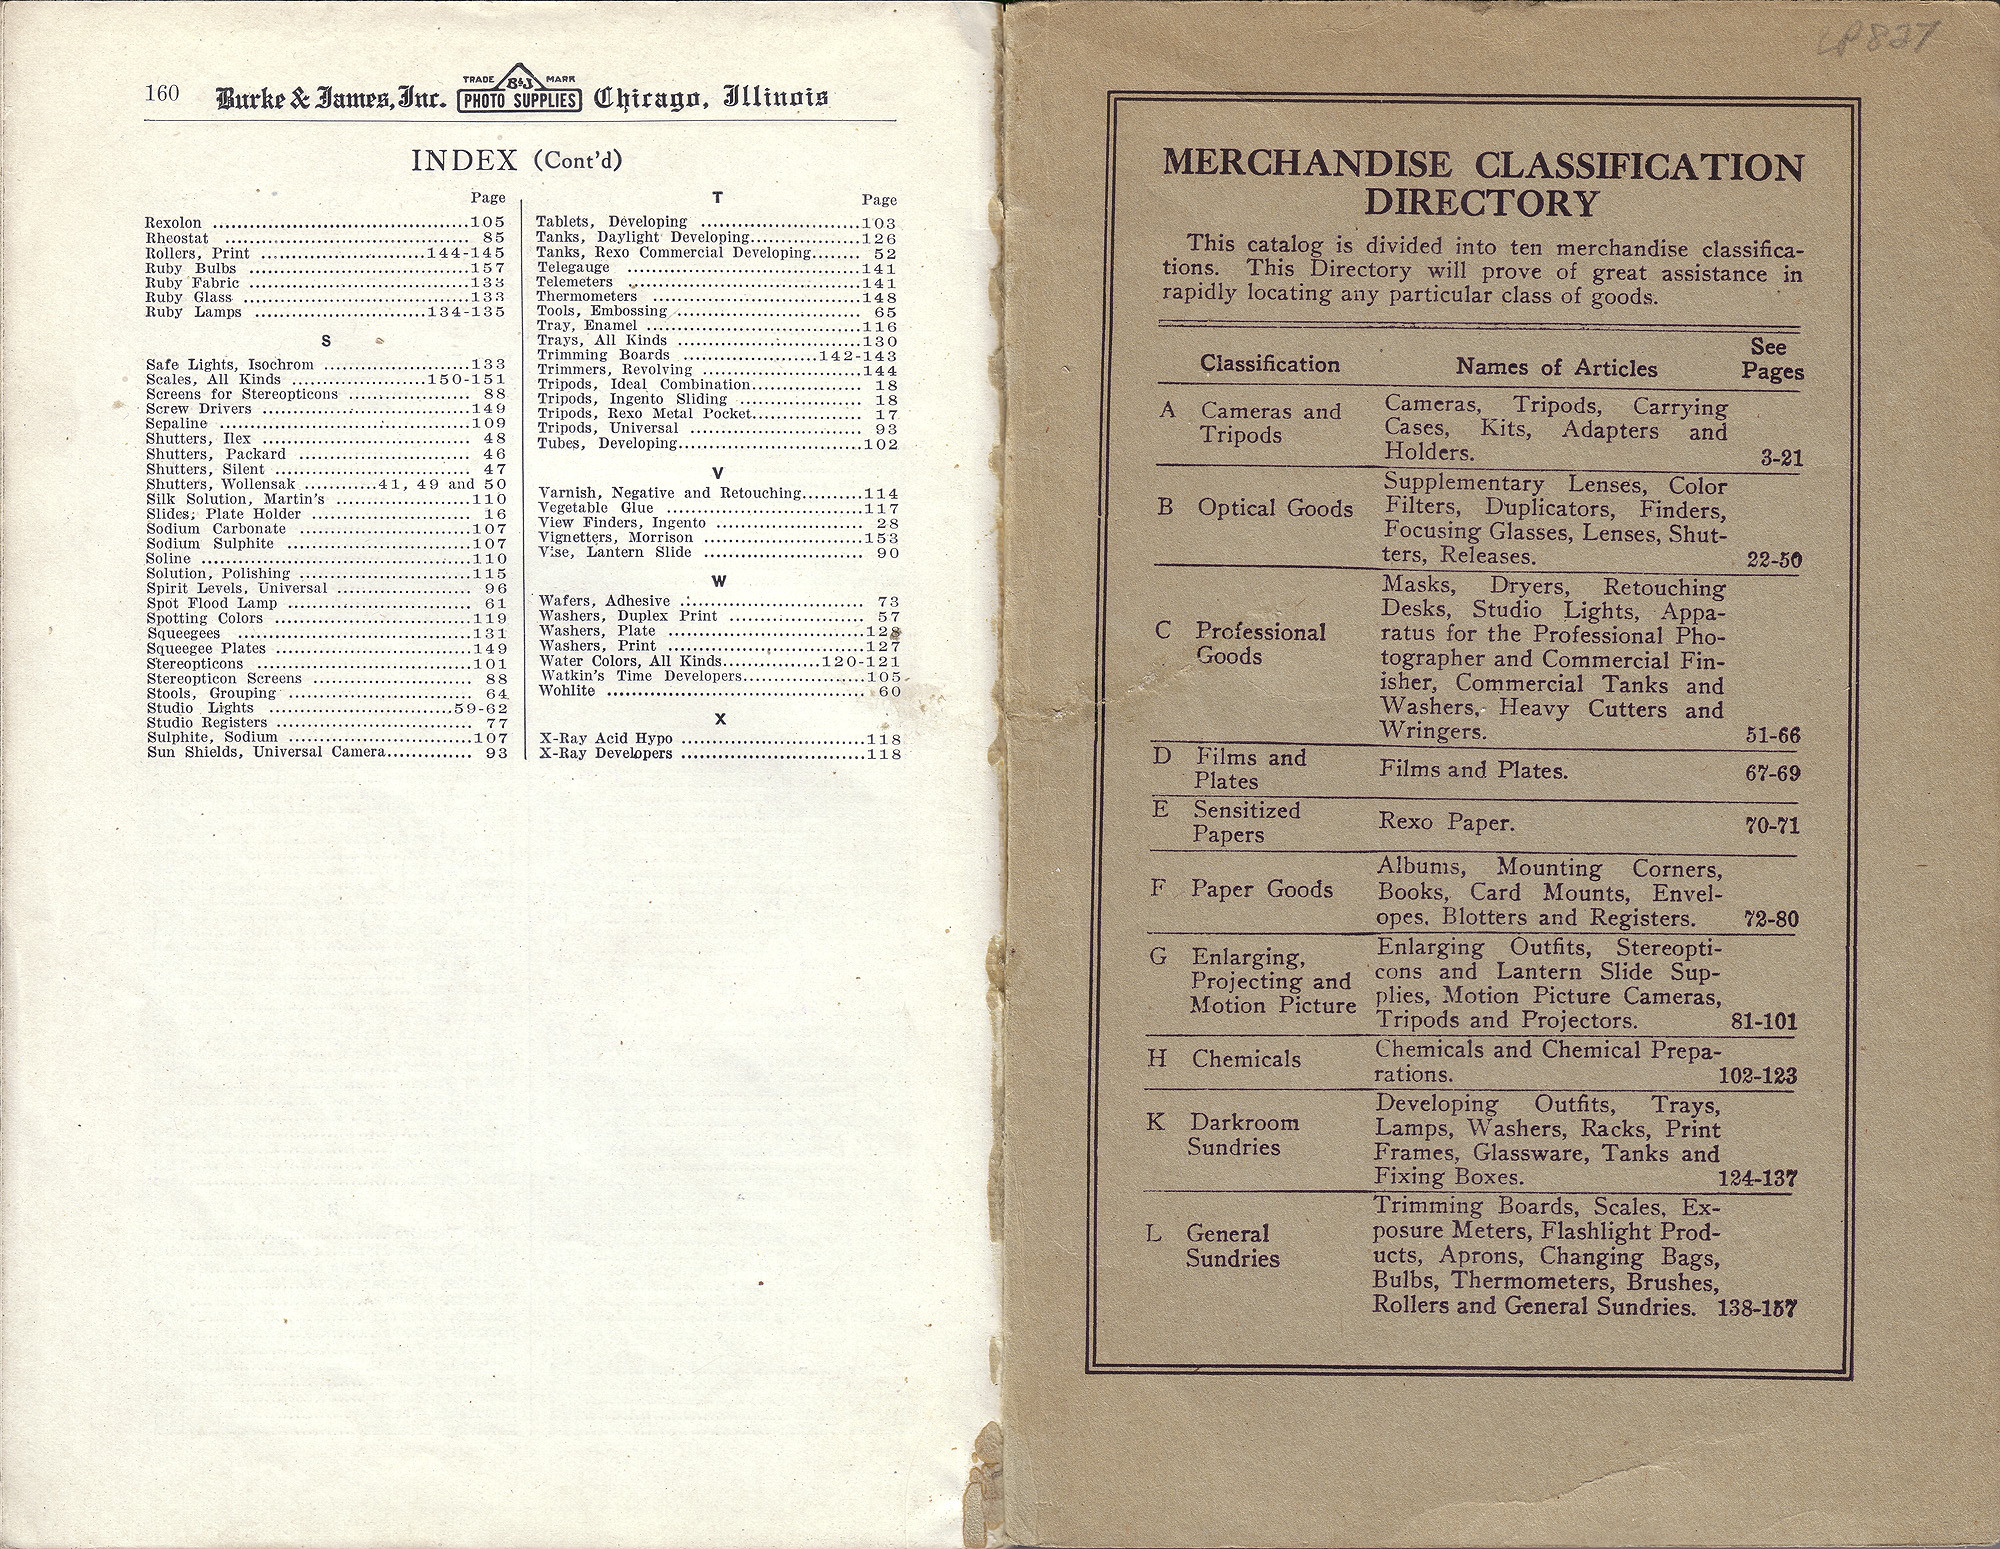 160 Burke & James, Inc. TRADE B&J MARK PHOTO SUPPLIES Chicago, Illinois
INDEX (Cont'd)
Page
Rexolon 105
Rheostat 85
Rollers, Print 144-145
Ruby Bulbs 157
Ruby Fabric 133
Ruby Glass 133
Ruby Lamps 134-135
S
Safe Lights, Isochrom 133
Scales, All Kinds 150-151
Screens for Stereopticons 88
Screw Drivers 149
Sepaline 109
Shutters, Ilex 48
Shutters, Packard 46
Shutters, Silent 47
Shutters, Wollensak 41, 49 and 50
Silk Solution, Martin's 110
Slides, Plate Holder 16
Sodium Carbonate 107
Sodium Sulphite 107
Soline 110
Solution, Polishing 115
Spirit Levels, Universal 96
Spot Flood Lamp 61
Spotting Colors 119
Squeegees 131
Squeegee Plates 149
Stereopticons 101
Stereopticon Screens 88
Stools, Grouping 64
Studio Lights 59-62
Studio Registers 77
Sulphite, Sodium 107
Sun Shields, Universal Camera 93
T
Page
Tablets, Developing 103
Tanks, Daylight Developing 126
Tanks, Rexo Commercial Developing 52
Telegauge 141
Telemeters 141
Thermometers 148
Tools, Embossing 65
Tray, Enamel 116
Trays, All Kinds 130
Trimming Boards 142-143
Trimmers, Revolving 144
Tripods, Ideal Combination 18
Tripods, Ingento Sliding 18
Tripods, Rexo Metal Pocket 17
Tripods, Universal 93
Tubes, Developing 102
V
Varnish, Negative and Retouching 114
Vegetable Glue 117
View Finders, Ingento 28
Vignetters, Morrison 153
Vise, Lantern Slide 90
W
Wafers, Adhesive 73
Washers, Duplex Print 57
Washers, Plate 128
Washers, Print 127
Water Colors, All Kinds 120-121
Watkin's Time Developers 105
Wohlite 60
X
X-Ray Acid Hypo 118
X-Ray Developers 118
MERCHANDISE CLASSIFICATION
DIRECTORY
This catalog is divided into ten merchandise classifica-
tions. This Directory will prove of great assistance in
rapidly locating any particular class of goods.
Classification Names of Articles See
Pages
A Cameras and
Tripods
Cameras, Tripods, Carrying
Cases, Kits, Adapters and
Holders. 3-21
B Optical Goods
Supplementary Lenses, Color
Filters, Duplicators, Finders,
Focusing Glasses, Lenses, Shut-
ters, Releases. 22-50
C Professional
Goods
Masks, Dryers, Retouching
Desks, Studio Lights, Appa-
ratus for the Professional Pho-
tographer and Commercial Fin-
isher, Commercial Tanks and
Washers, Heavy Cutters and
Wringers. 51-66
D Films and
Plates
Films and Plates. 67-69
E Sensitized
Papers
Rexo Paper. 70-71
F Paper Goods
Albums, Mounting Corners,
Books, Card Mounts, Envel-
opes, Blotters and Registers. 72-80
G Enlarging,
Projecting and
Motion Picture
Enlarging Outfits, Stereopti-
cons and Lantern Slide Sup-
plies, Motion Picture Cameras,
Tripods and Projectors. 81-101
H Chemicals
Chemicals and Chemical Prepa-
rations. 102-123
K Darkroom
Sundries
Developing Outfits, Trays,
Lamps, Washers, Racks, Print
Frames, Glassware, Tanks and
Fixing Boxes. 124-137
L General
Sundries
Trimming Boards, Scales, Ex-
posure Meters, Flashlight Prod-
ucts, Aprons, Changing Bags,
Bulbs, Thermometers, Brushes,
Rollers and General Sundries. 138-157